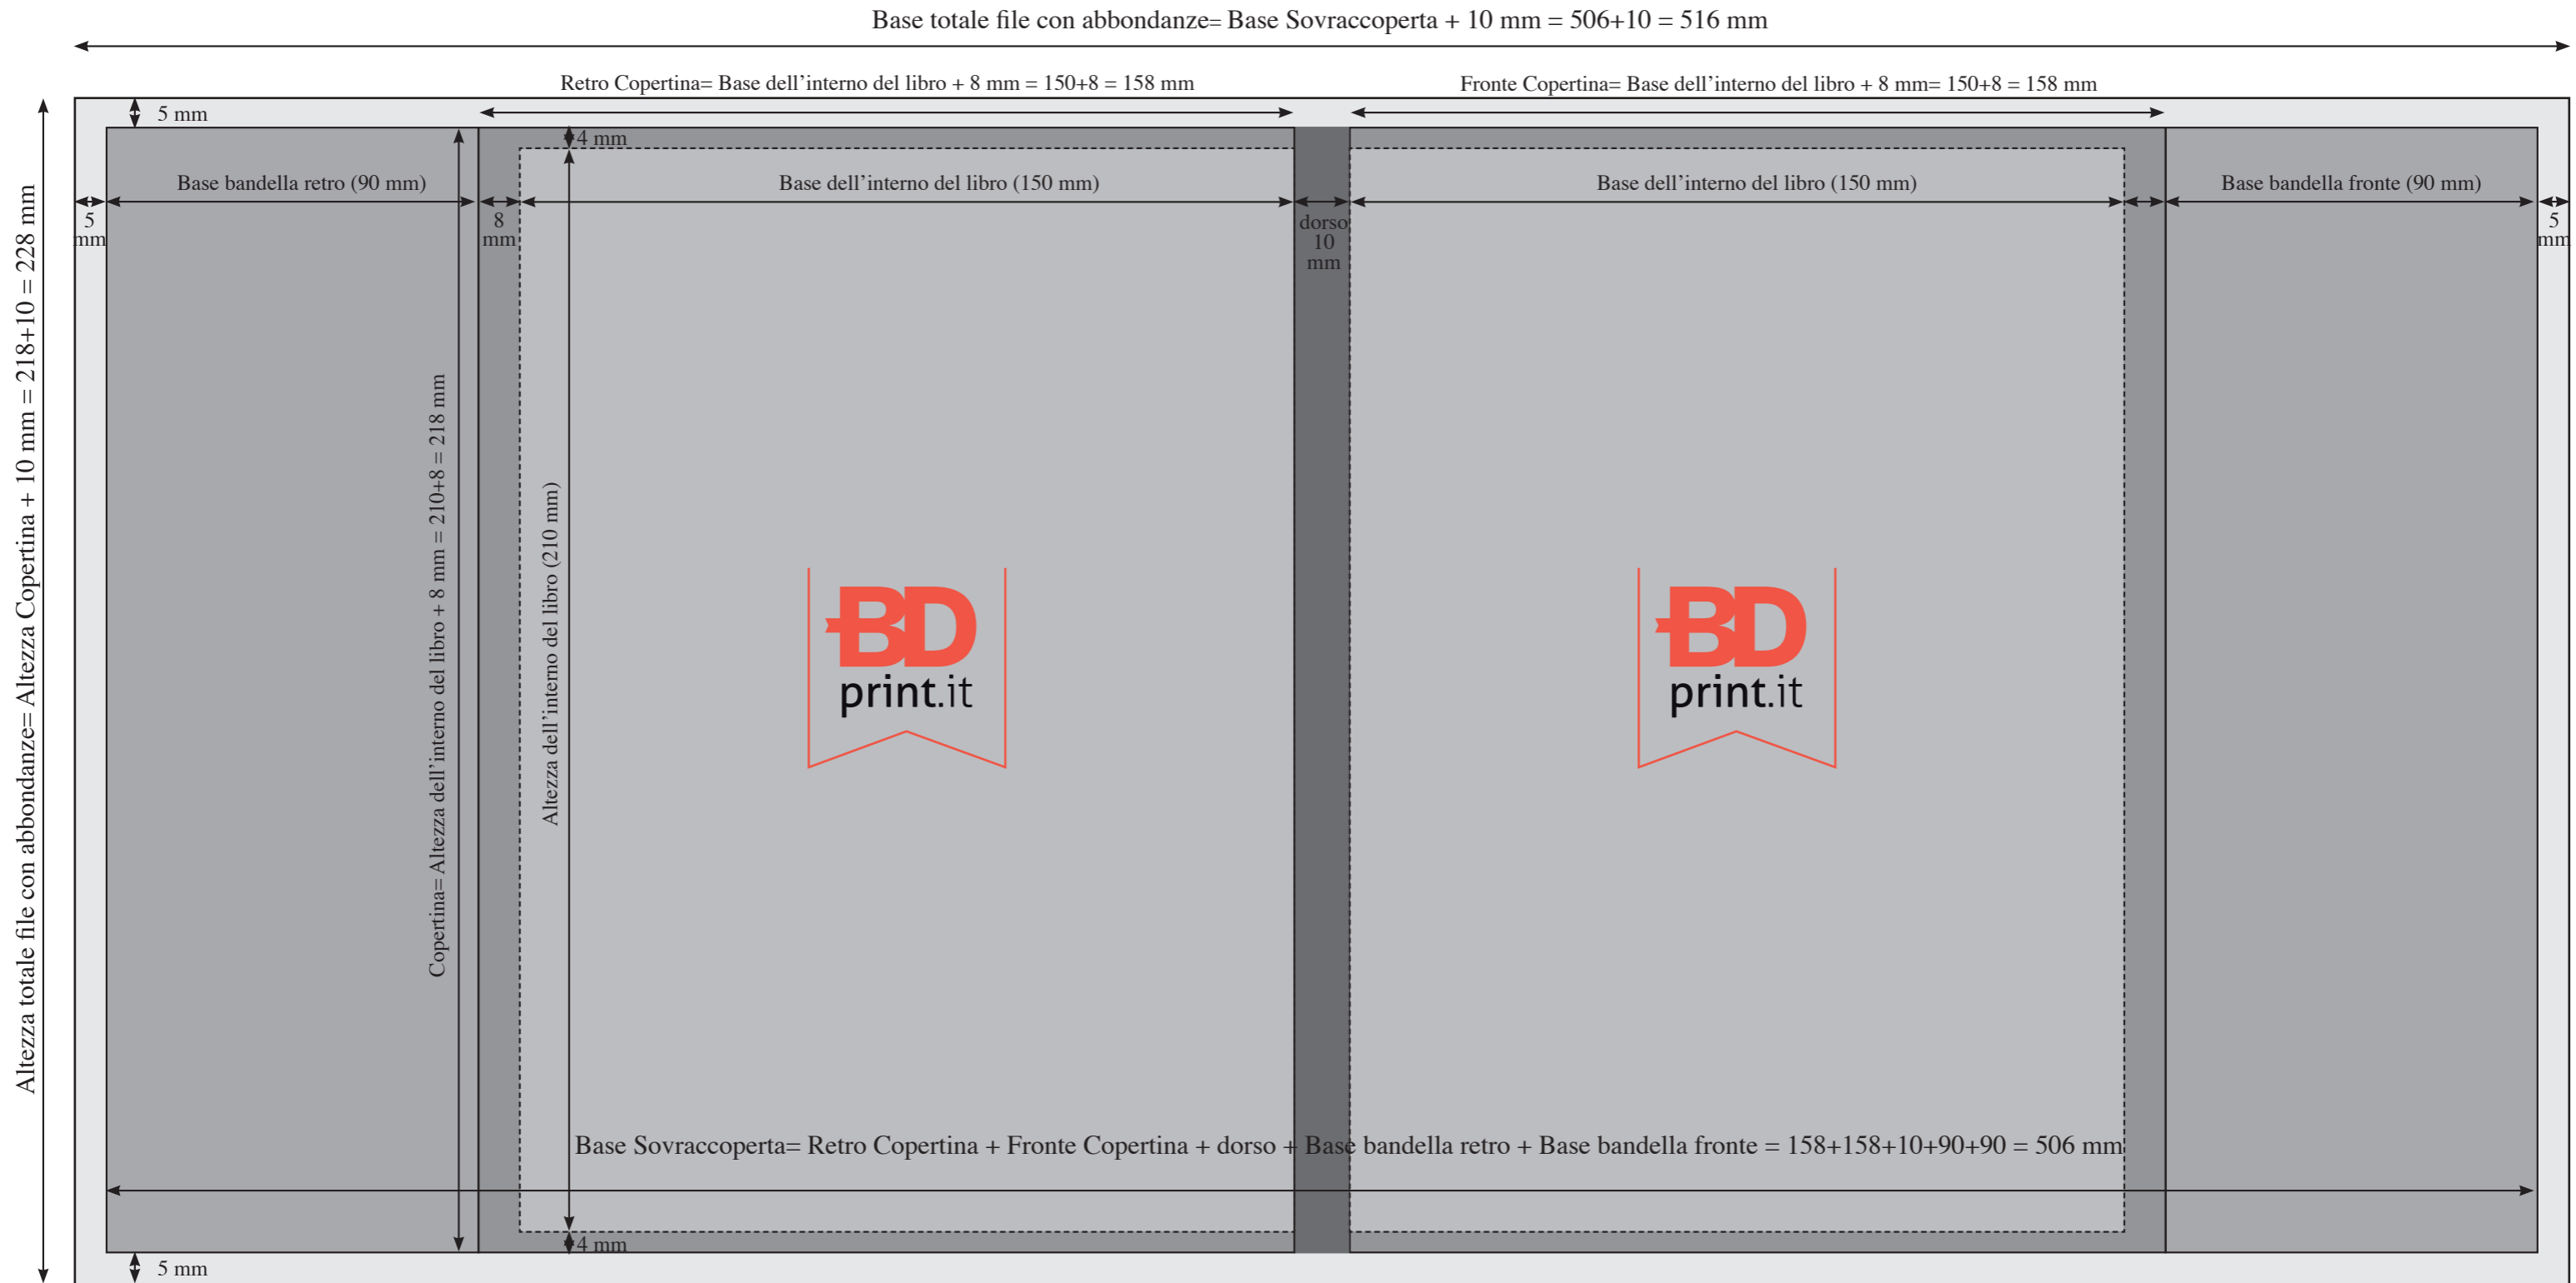 Base totale file con abbondanze= Base Sovraccoperta + 10 mm = 506+10 = 516 mm
Retro Copertina= Base dell’interno del libro + 8 mm = 150+8 = 158 mm
Fronte Copertina= Base dell’interno del libro + 8 mm= 150+8 = 158 mm
5 mm
4 mm
Base bandella retro (90 mm)
Base dell’interno del libro (150 mm)
Base dell’interno del libro (150 mm)
Base bandella fronte (90 mm)
5
mm
8
mm
dorso
10
mm
5
mm
Altezza totale file con abbondanze= Altezza Copertina + 10 mm = 218+10 = 228 mm
Copertina= Altezza dell’interno del libro + 8 mm = 210+8 = 218 mm
Altezza dell’interno del libro (210 mm)
BD
print.it
BD
print.it
Base Sovraccoperta= Retro Copertina + Fronte Copertina + dorso + Base bandella retro + Base bandella fronte = 158+158+10+90+90 = 506 mm
4 mm
5 mm